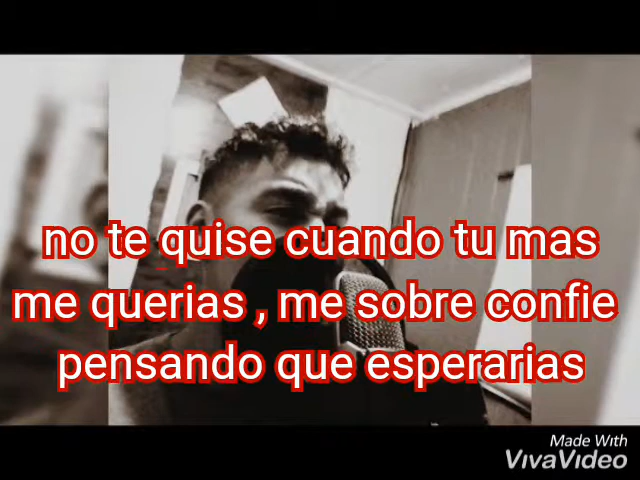 no te quise cuando tu mas
me querias , me sobre confie
pensando que esperarias
Made With
VivaVideo